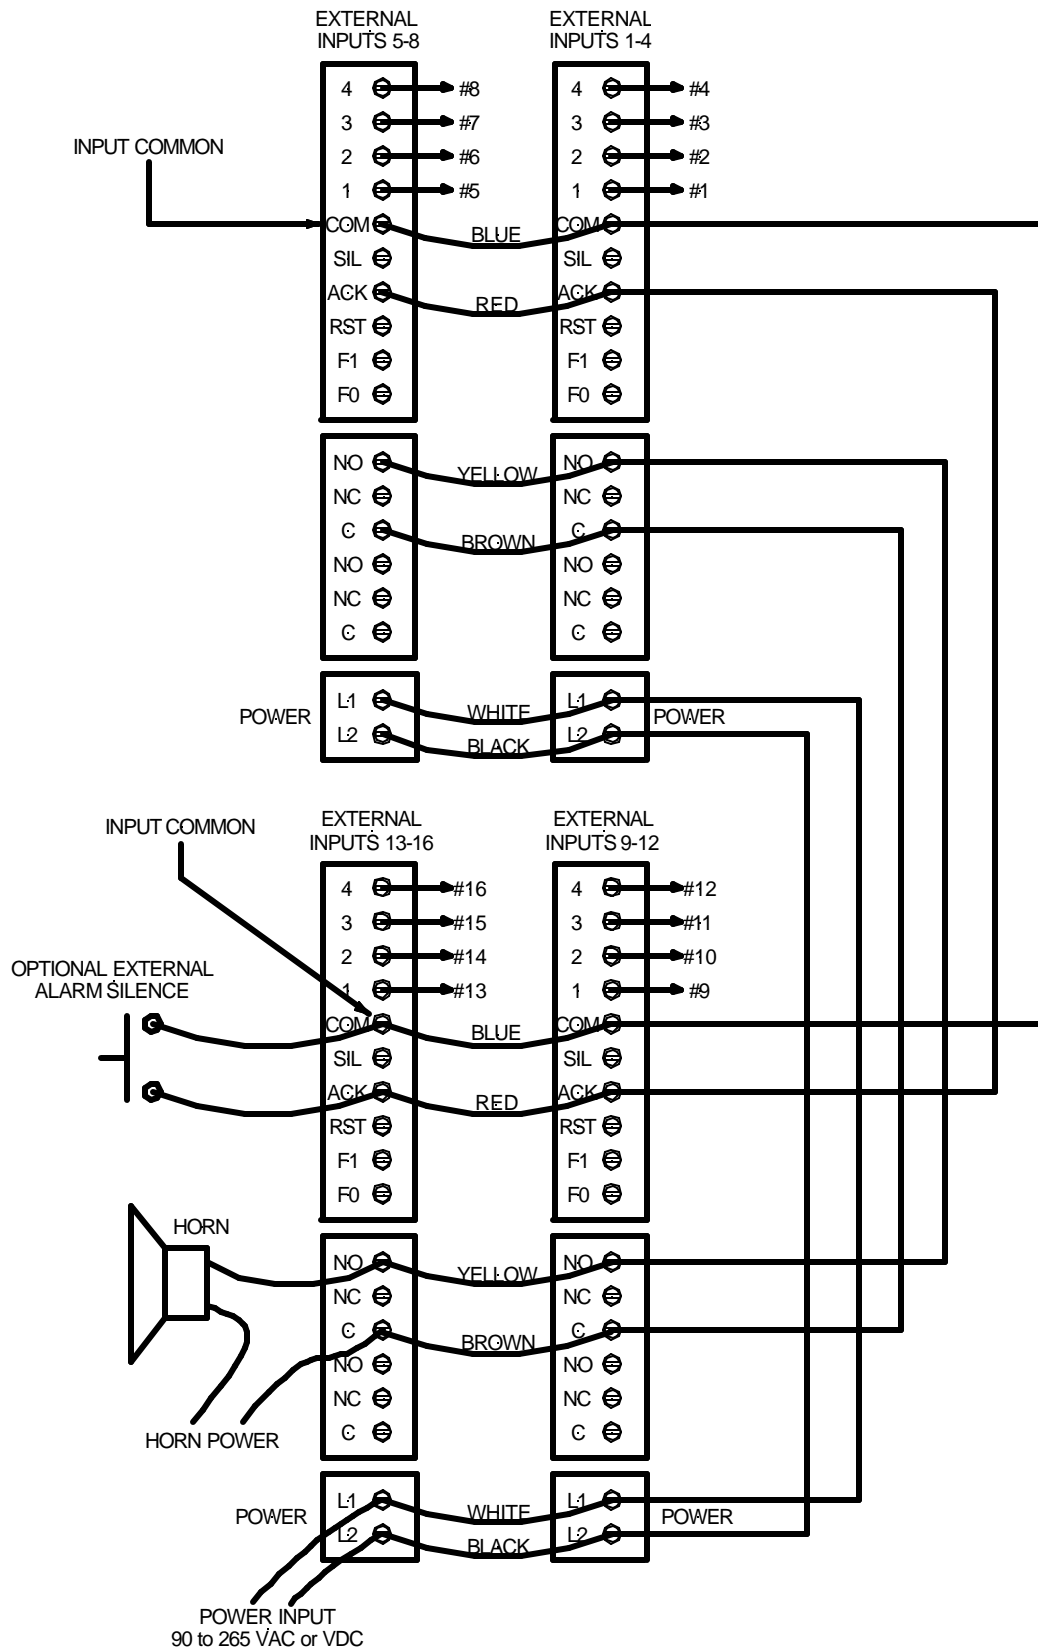 EXTERNAL
INPUTS 5-8
EXTERNAL
INPUTS 1-4
4 #8
4 #4
3 #7
3 #3
INPUT COMMON
2 #6
2 #2
1 #5
1 #1
COM BLUE COM
SIL
SIL
ACK RED ACK
RST
RST
F1
F1
F0
F0
NO YELLOW NO
NC
NC
C BROWN C
NO
NO
NC
NC
C
C
POWER
L1 WHITE L1
POWER
L2 BLACK L2
INPUT COMMON
EXTERNAL
INPUTS 13-16
EXTERNAL
INPUTS 9-12
4 #16
4 #12
3 #15
3 #11
2 #14
2 #10
OPTIONAL EXTERNAL
ALARM SILENCE
1 #13
1 #9
COM BLUE COM
SIL
SIL
ACK RED ACK
RST
RST
F1
F1
F0
F0
HORN
NO YELLOW NO
NC
NC
C BROWN C
NO
NO
NC
NC
C
C
HORN POWER
POWER
L1 WHITE L1
POWER
L2 BLACK L2
POWER INPUT
90 to 265 VAC or VDC